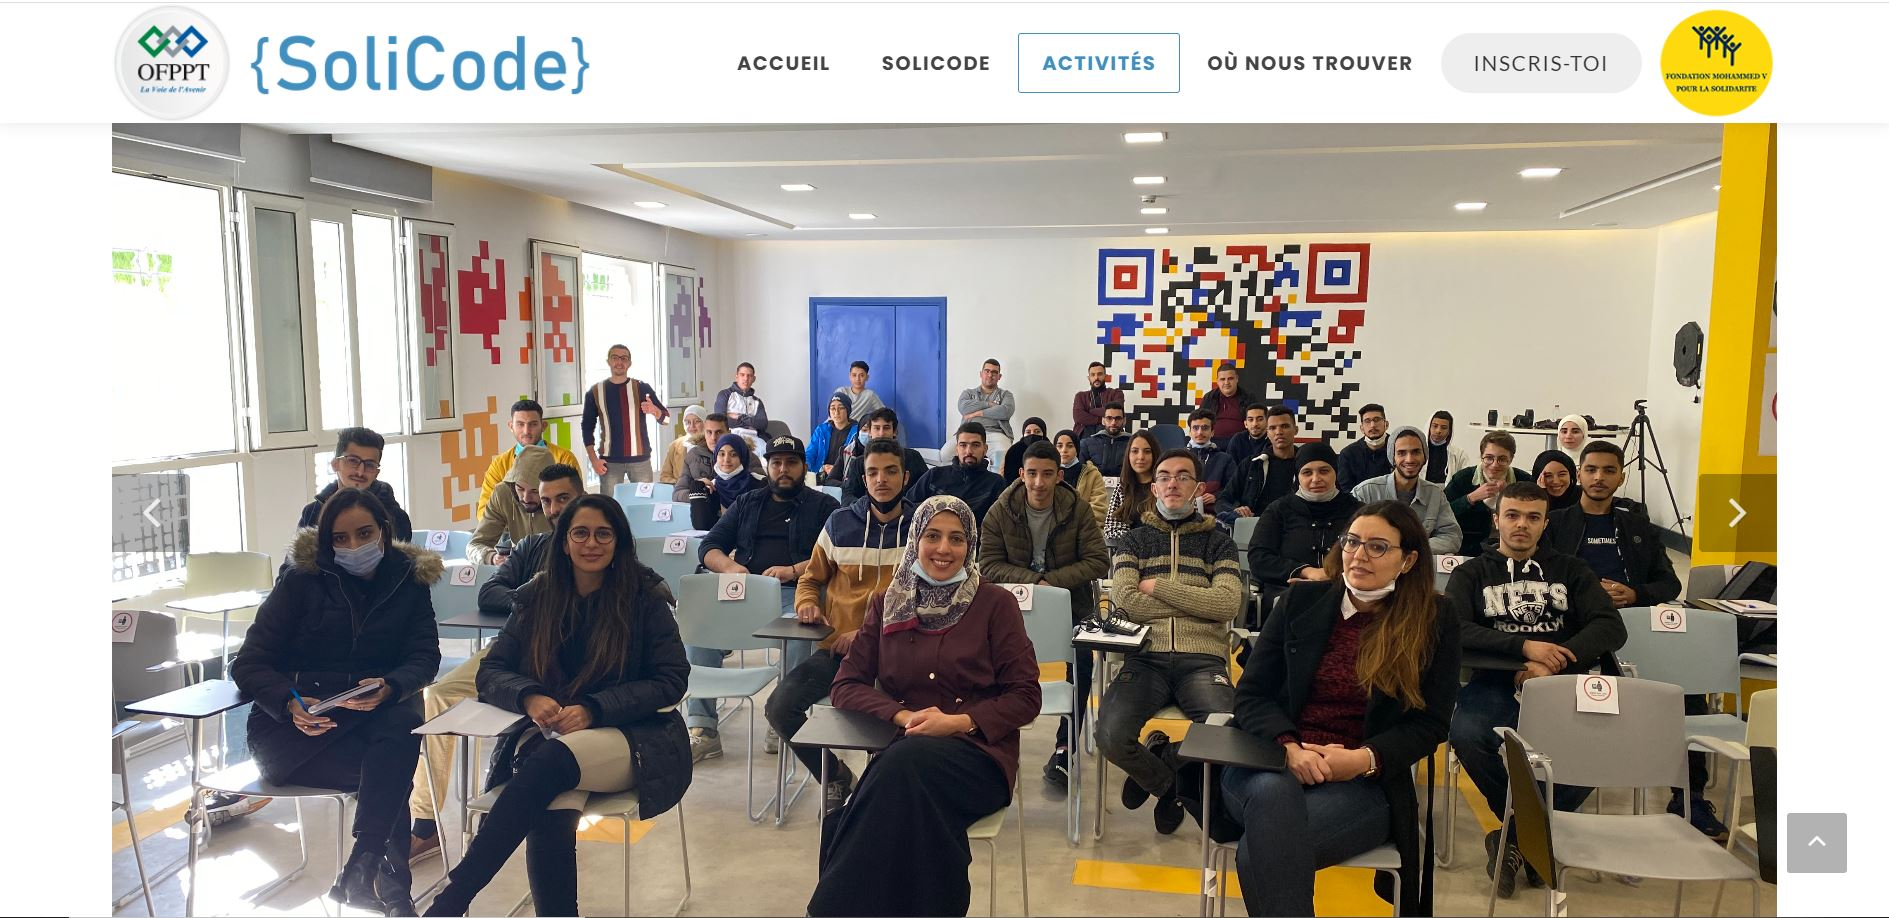 OFPPT
La Voie de l'Avenir
{SoliCode}
ACCUEIL
SOLICODE
ACTIVITÉS
OÙ NOUS TROUVER
INSCRIS-TOI
FONDATION MOHAMMED V
POUR LA SOLIDARITE
SOMETIMES
NETS
NETS
BROOKLYN